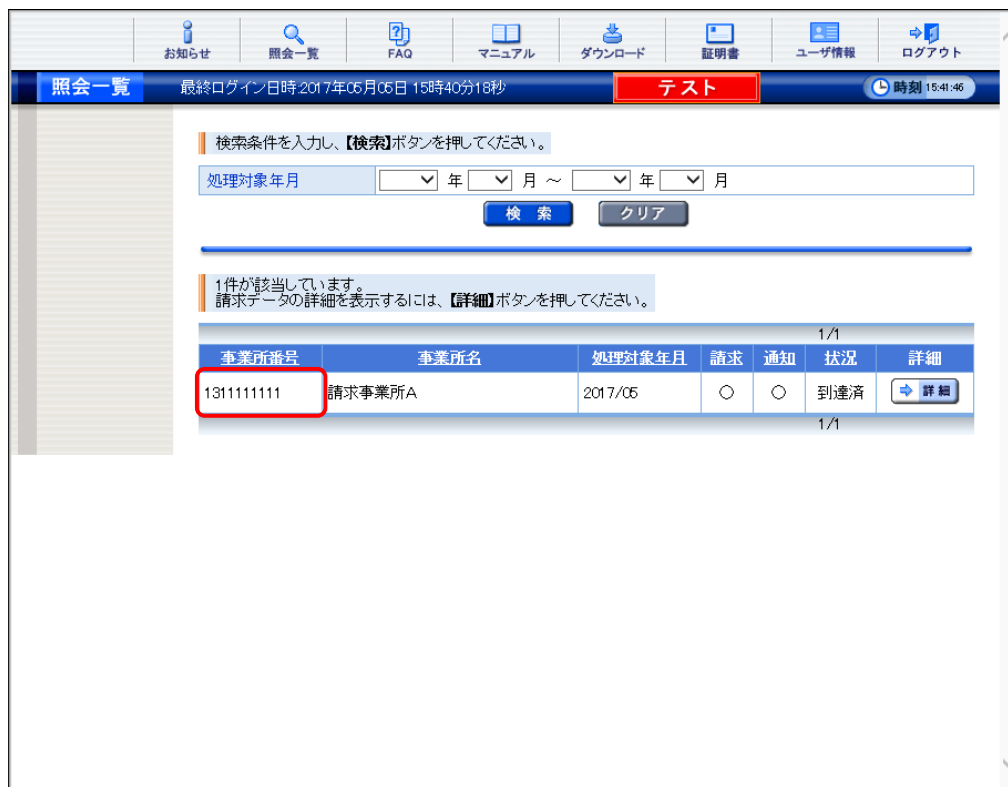 お知らせ 照会一覧 FAQ マニュアル ダウンロード 証明書 ユーザ情報 ログアウト
照会一覧 最終ログイン日時:2017年05月05日 15時40分18秒 テスト 時刻 15:41:46
検索条件を入力し、【検索】ボタンを押してください。
処理対象年月 年 月 ～ 年 月
検 索 クリア
1件が該当しています。
請求データの詳細を表示するには、【詳細】ボタンを押してください。
1/1
事業所番号 事業所名 処理対象年月 請求 通知 状況 詳細
1311111111 請求事業所A 2017/05 ○ ○ 到達済 詳細
1/1